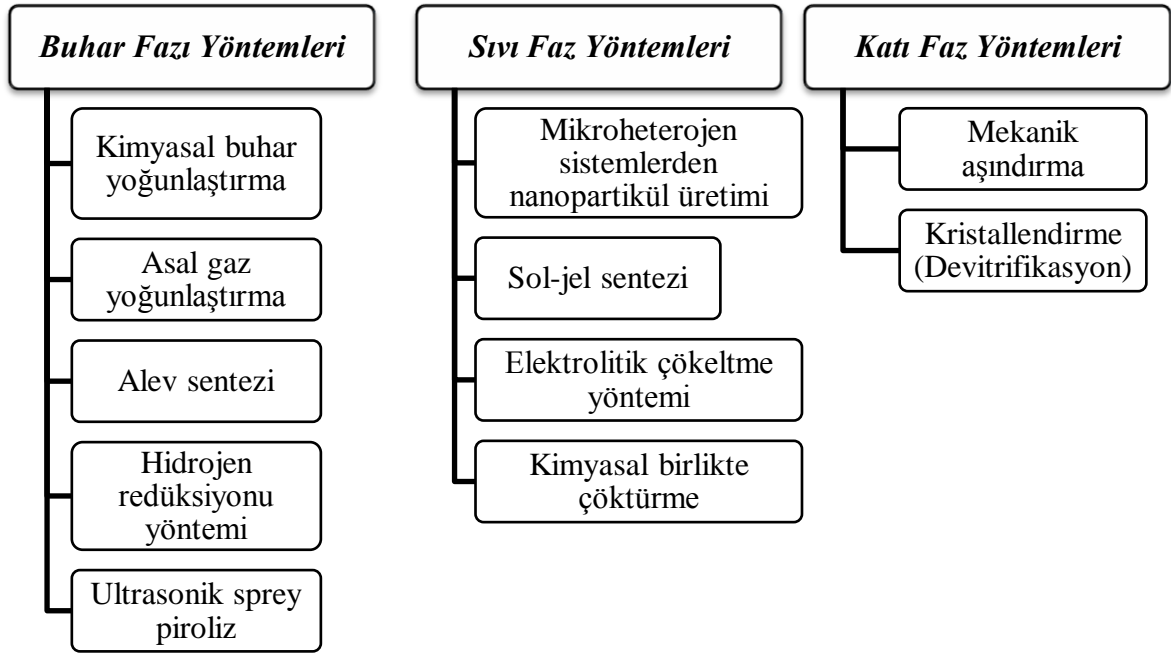 Buhar Fazı Yöntemleri
Kimyasal buhar
yoğunlaştırma
Asal gaz
yoğunlaştırma
Alev sentezi
Hidrojen
redüksiyonu
yöntemi
Ultrasonik sprey
piroliz
Sıvı Faz Yöntemleri
Mikroheterojen
sistemlerden
nanopartikül üretimi
Sol-jel sentezi
Elektrolitik çökeltme
yöntemi
Kimyasal birlikte
çöktürme
Katı Faz Yöntemleri
Mekanik
aşındırma
Kristallendirme
(Devitrifikasyon)